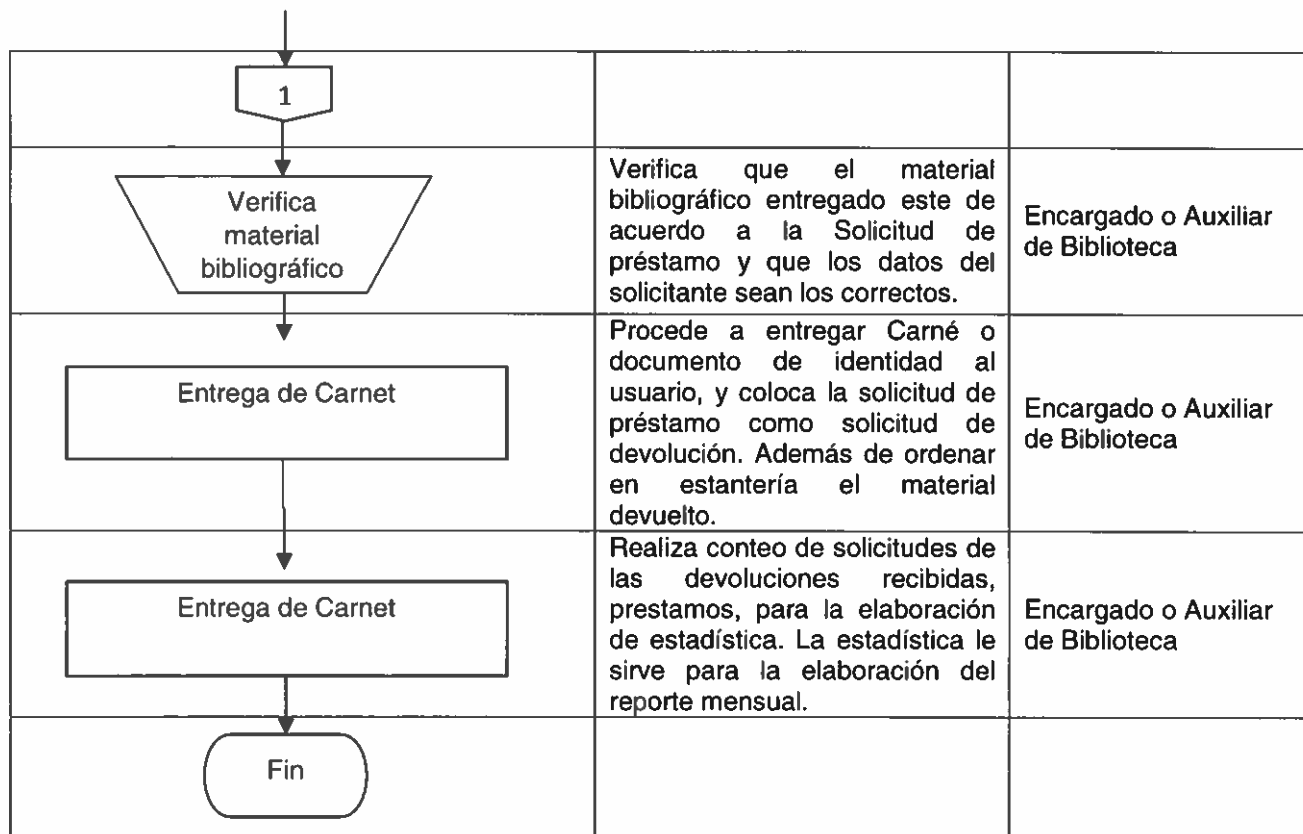 1
Verifica
material
bibliográfico
Verifica que el material
bibliográfico entregado este de
acuerdo a la Solicitud de
préstamo y que los datos del
solicitante sean los correctos.
Encargado o Auxiliar
de Biblioteca
Entrega de Carnet
Procede a entregar Carné o
documento de identidad al
usuario, y coloca la solicitud de
préstamo como solicitud de
devolución. Además de ordenar
en estantería el material
devuelto.
Encargado o Auxiliar
de Biblioteca
Entrega de Carnet
Realiza conteo de solicitudes de
las devoluciones recibidas,
prestamos, para la elaboración
de estadística. La estadística le
sirve para la elaboración del
reporte mensual.
Encargado o Auxiliar
de Biblioteca
Fin